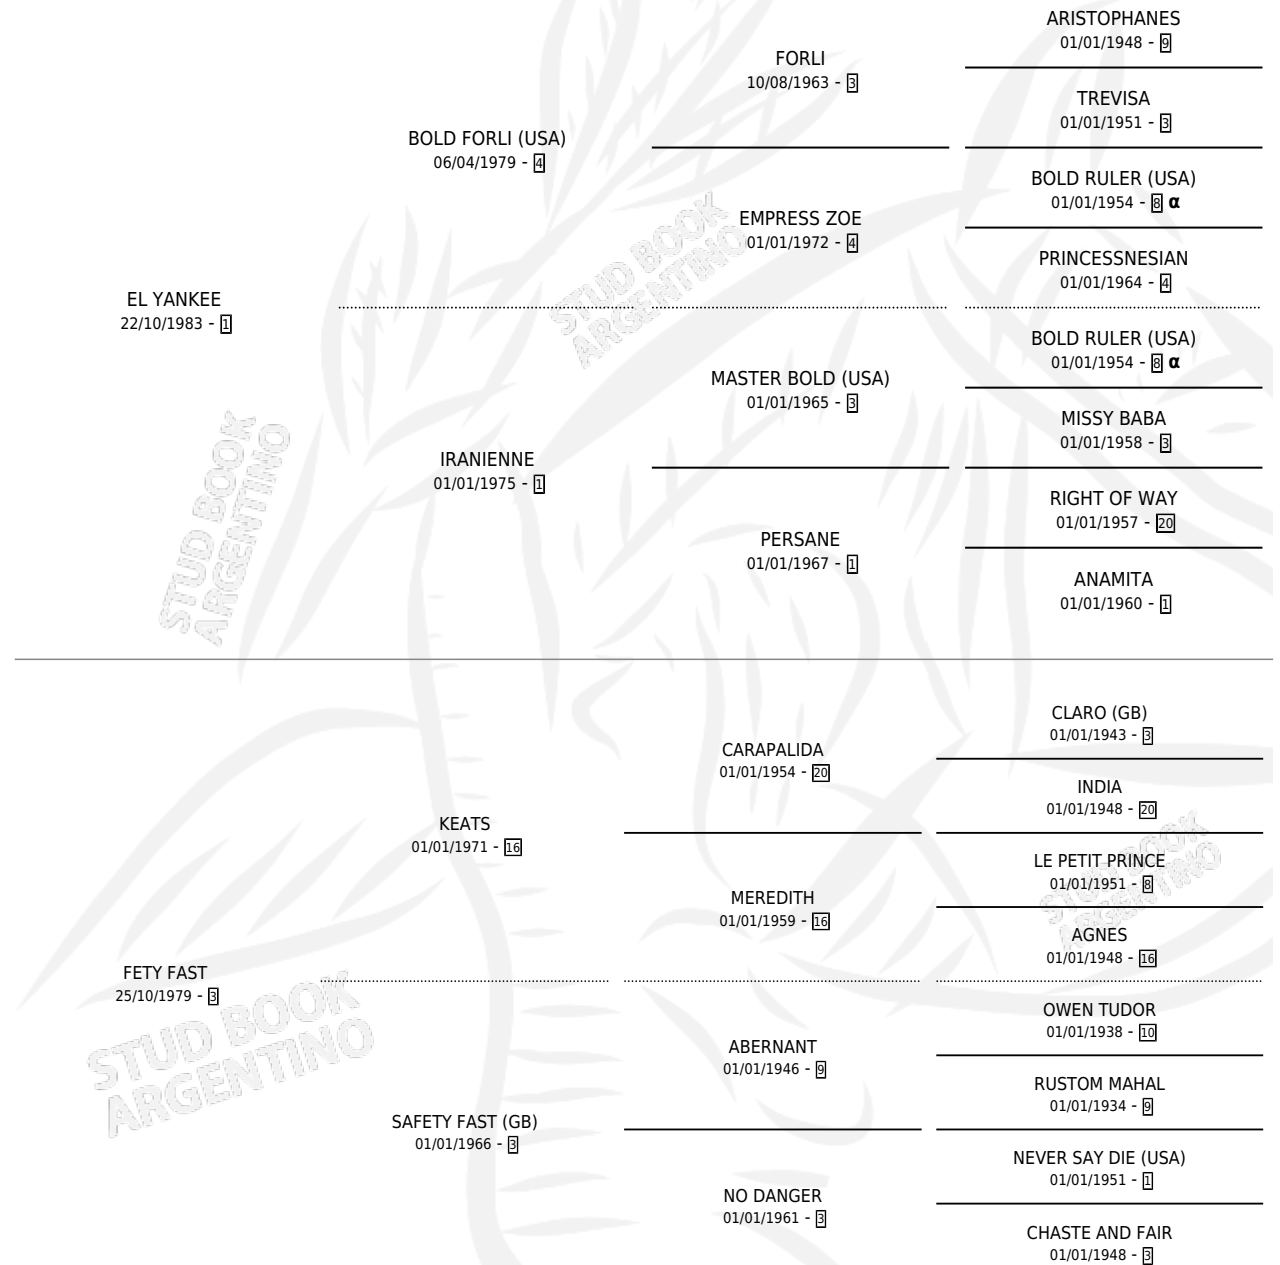 ARISTOPHANES
01/01/1948 - 9
FORLI
10/08/1963 - 3
TREVISA
01/01/1951 - 3
BOLD FORLI (USA)
06/04/1979 - 4
BOLD RULER (USA)
01/01/1954 - 8 α
EMPRESS ZOE
01/01/1972 - 4
PRINCESSNESIAN
01/01/1964 - 4
EL YANKEE
22/10/1983 - 1
BOLD RULER (USA)
01/01/1954 - 8 α
MASTER BOLD (USA)
01/01/1965 - 3
MISSY BABA
01/01/1958 - 3
IRANIENNE
01/01/1975 - 1
RIGHT OF WAY
01/01/1957 - 20
PERSANE
01/01/1967 - 1
ANAMITA
01/01/1960 - 1
CLARO (GB)
01/01/1943 - 3
CARAPALIDA
01/01/1954 - 20
INDIA
01/01/1948 - 20
KEATS
01/01/1971 - 16
LE PETIT PRINCE
01/01/1951 - 8
MEREDITH
01/01/1959 - 16
AGNES
01/01/1948 - 16
FETY FAST
25/10/1979 - 3
OWEN TUDOR
01/01/1938 - 10
ABERNANT
01/01/1946 - 9
RUSTOM MAHAL
01/01/1934 - 9
SAFETY FAST (GB)
01/01/1966 - 3
NEVER SAY DIE (USA)
01/01/1951 - 1
NO DANGER
01/01/1961 - 3
CHASTE AND FAIR
01/01/1948 - 3
STUD BOOK
ARGENTINO
STUD BOOK
ARGENTINO
STUD BOOK
ARGENTINO
STUD BOOK
ARGENTINO